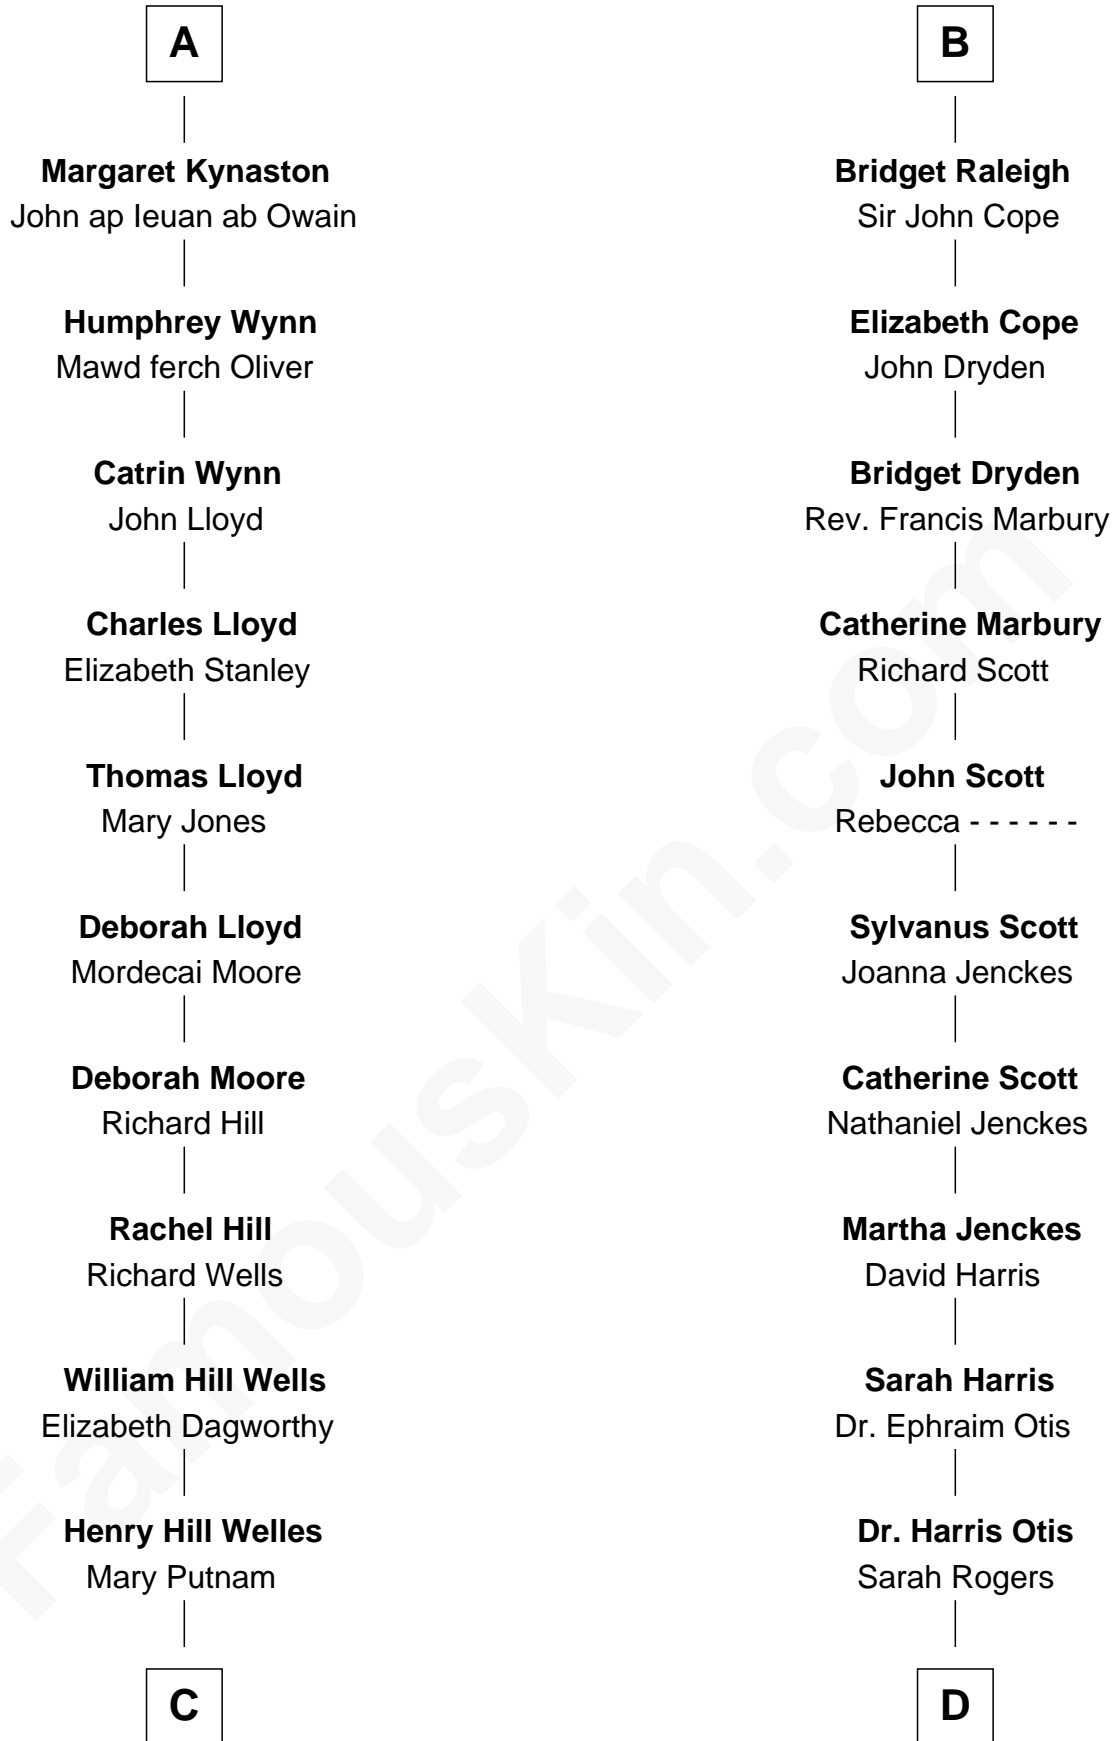 A
Margaret Kynaston
John ap Ieuan ab Owain
Humphrey Wynn
Mawd ferch Oliver
Catrin Wynn
John Lloyd
Charles Lloyd
Elizabeth Stanley
Thomas Lloyd
Mary Jones
Deborah Lloyd
Mordecai Moore
Deborah Moore
Richard Hill
Rachel Hill
Richard Wells
William Hill Wells
Elizabeth Dagworthy
Henry Hill Welles
Mary Putnam
C
B
Bridget Raleigh
Sir John Cope
Elizabeth Cope
John Dryden
Bridget Dryden
Rev. Francis Marbury
Catherine Marbury
Richard Scott
John Scott
Rebecca - - - - - -
Sylvanus Scott
Joanna Jenckes
Catherine Scott
Nathaniel Jenckes
Martha Jenckes
David Harris
Sarah Harris
Dr. Ephraim Otis
Dr. Harris Otis
Sarah Rogers
D
FamousKin.com